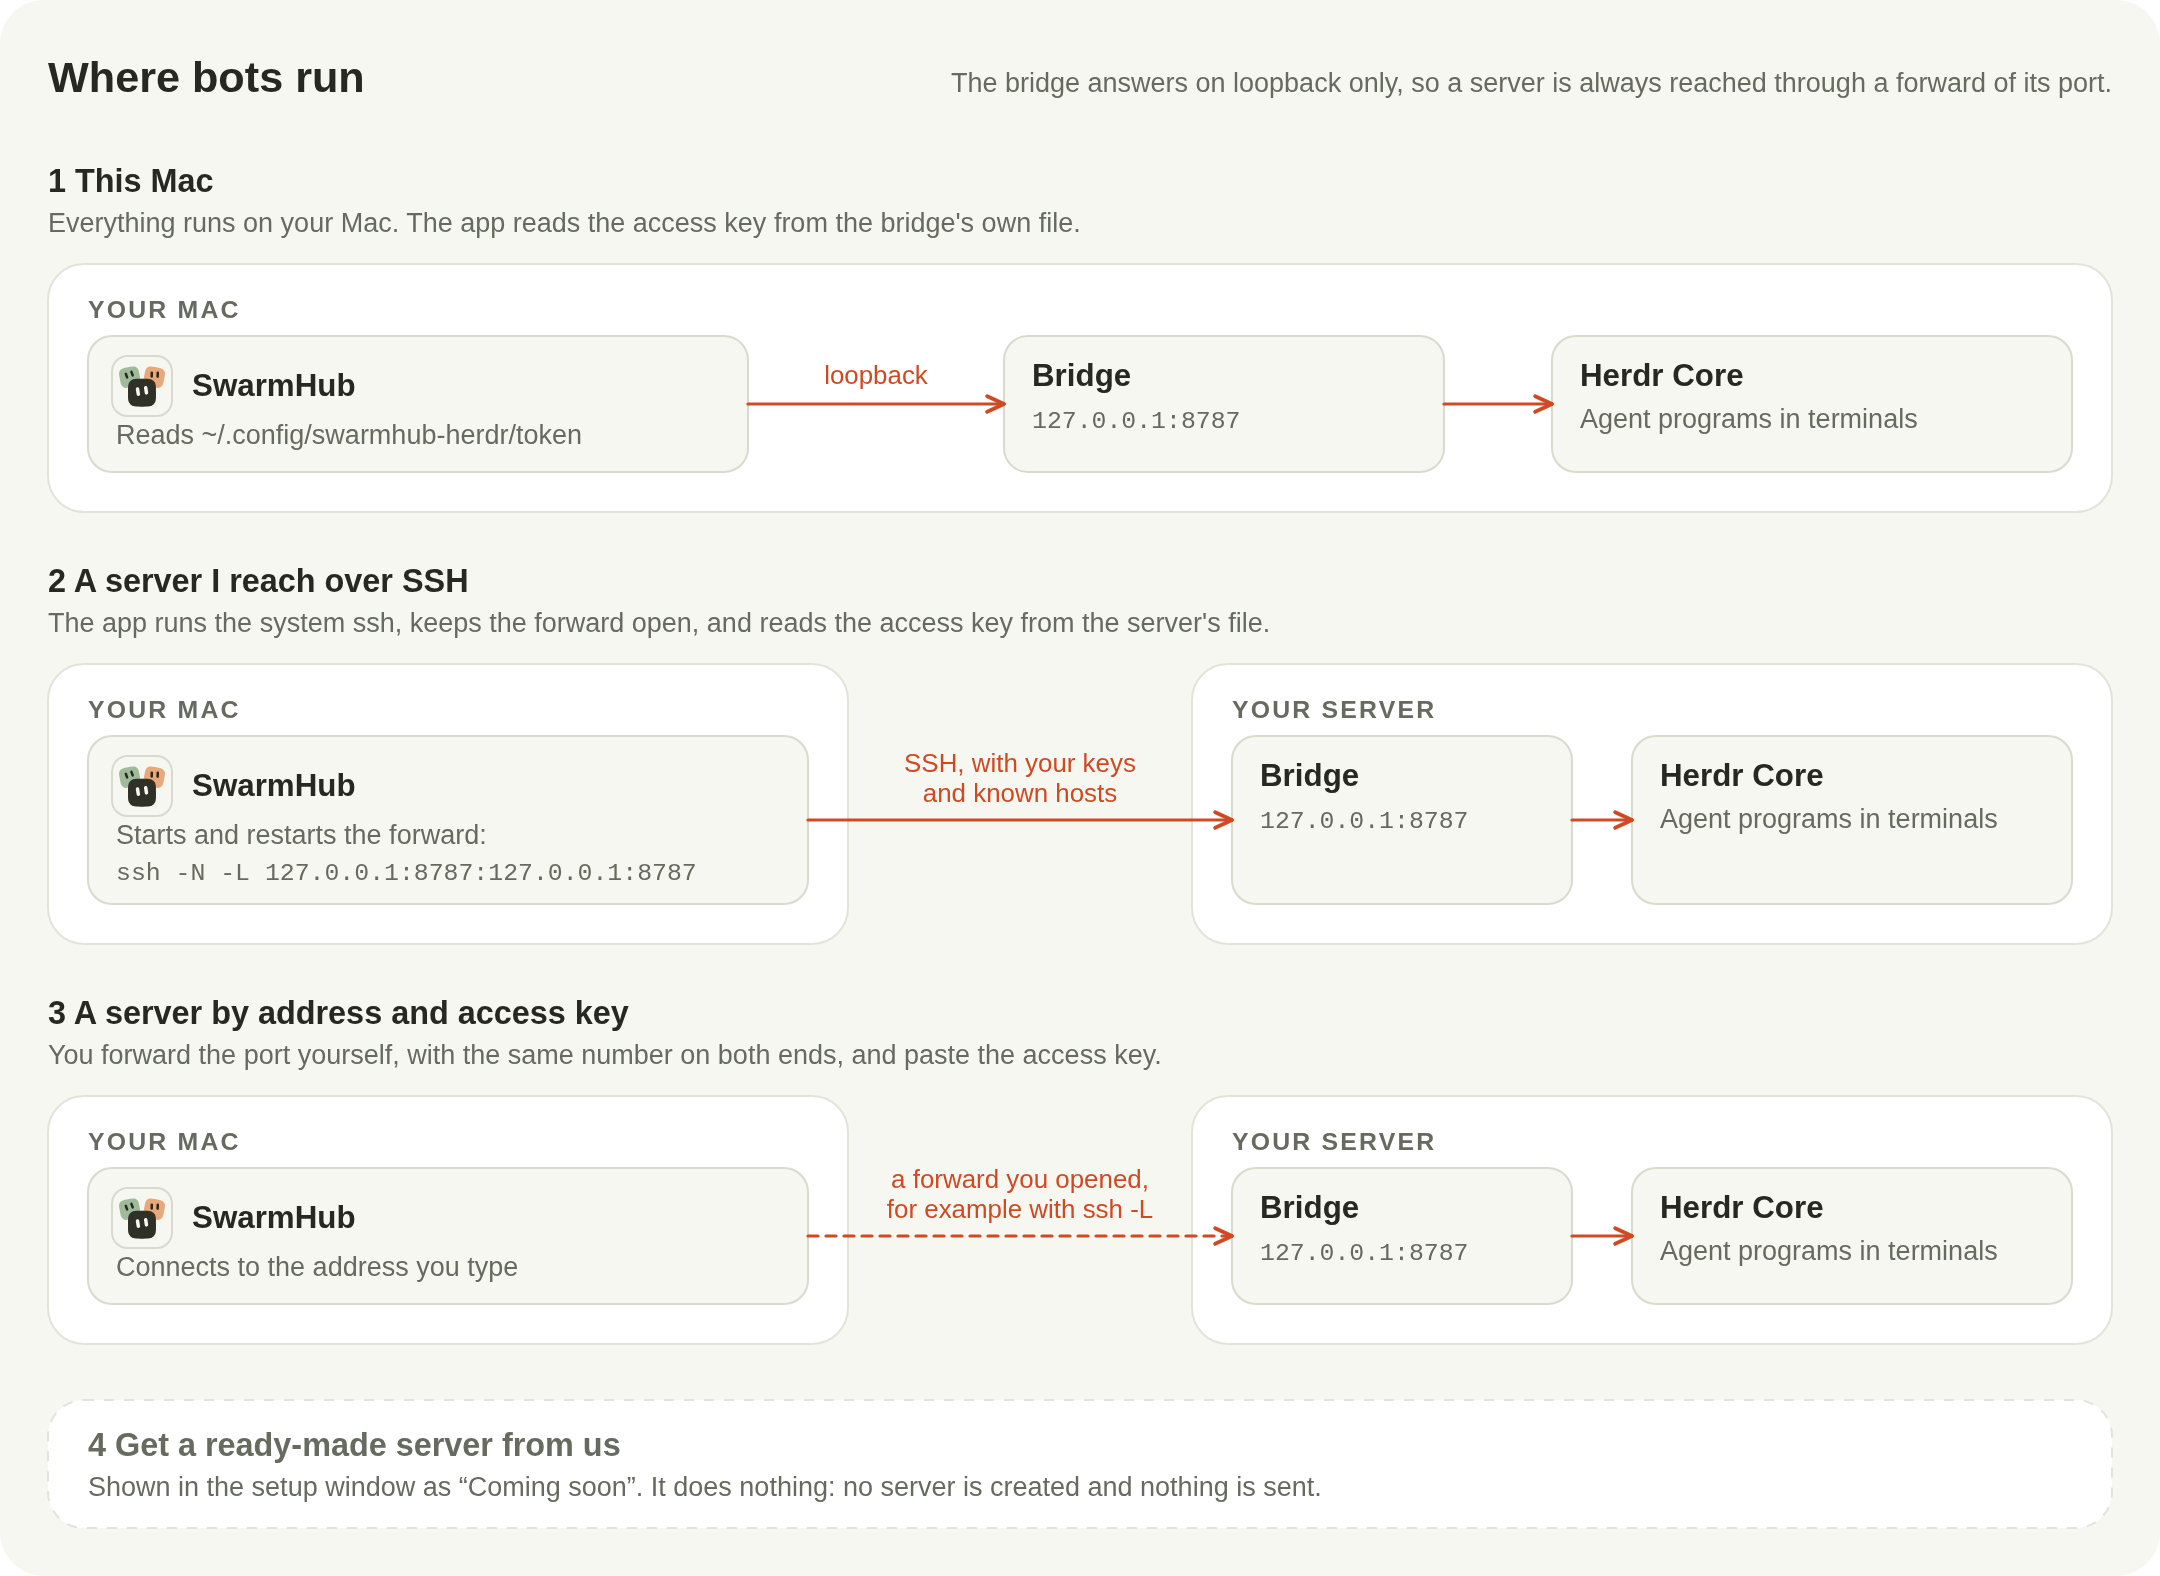 Where bots run
The bridge answers on loopback only, so a server is always reached through a forward of its port.
1 This Mac
Everything runs on your Mac. The app reads the access key from the bridge's own file.
YOUR MAC
SwarmHub
Reads ~/.config/swarmhub-herdr/token
loopback
Bridge
127.0.0.1:8787
Herdr Core
Agent programs in terminals
2 A server I reach over SSH
The app runs the system ssh, keeps the forward open, and reads the access key from the server's file.
YOUR MAC
SwarmHub
Starts and restarts the forward:
ssh -N -L 127.0.0.1:8787:127.0.0.1:8787
SSH, with your keys
and known hosts
YOUR SERVER
Bridge
127.0.0.1:8787
Herdr Core
Agent programs in terminals
3 A server by address and access key
You forward the port yourself, with the same number on both ends, and paste the access key.
YOUR MAC
SwarmHub
Connects to the address you type
a forward you opened,
for example with ssh -L
YOUR SERVER
Bridge
127.0.0.1:8787
Herdr Core
Agent programs in terminals
4 Get a ready-made server from us
Shown in the setup window as “Coming soon”. It does nothing: no server is created and nothing is sent.